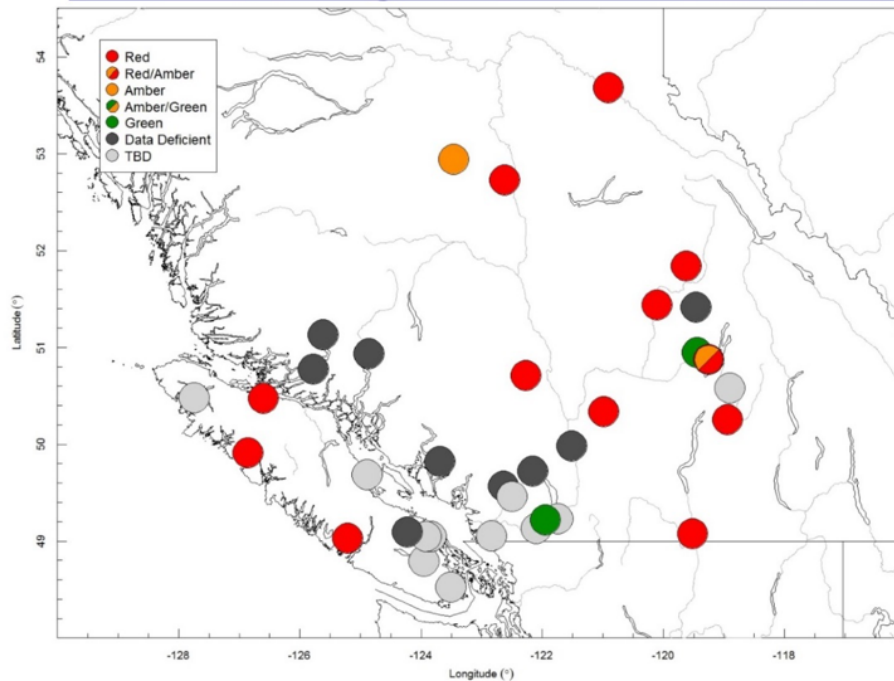 Red
Red/Amber
Amber
Amber/Green
Green
Data Deficient
TBD
54
53
52
51
50
49
Latitude (°)
-128
-126
-124
-122
-120
-118
Longitude (°)